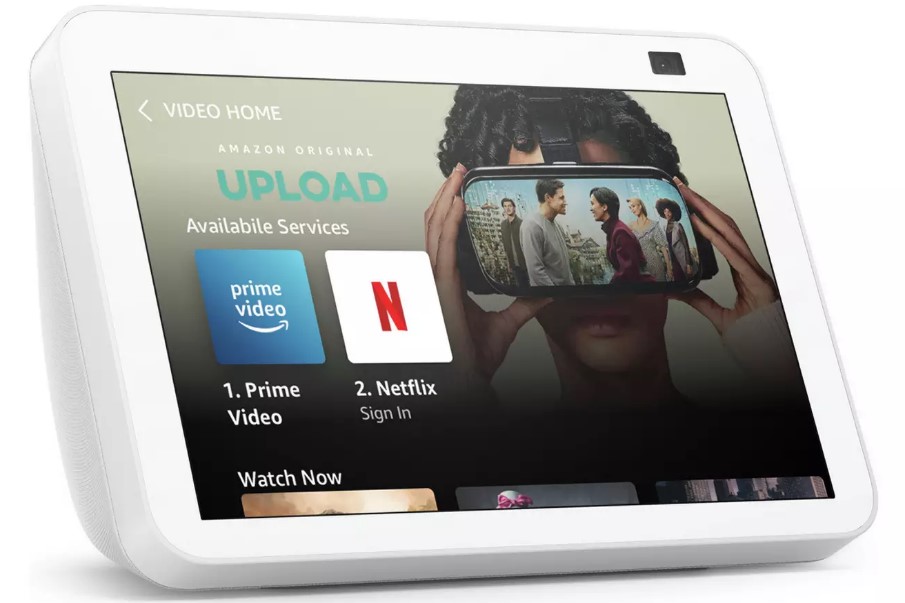 VIDEO HOME
AMAZON ORIGINAL
UPLOAD
Availabile Services
prime
video
N
1. Prime
Video
2. Netflix
Sign In
Watch Now